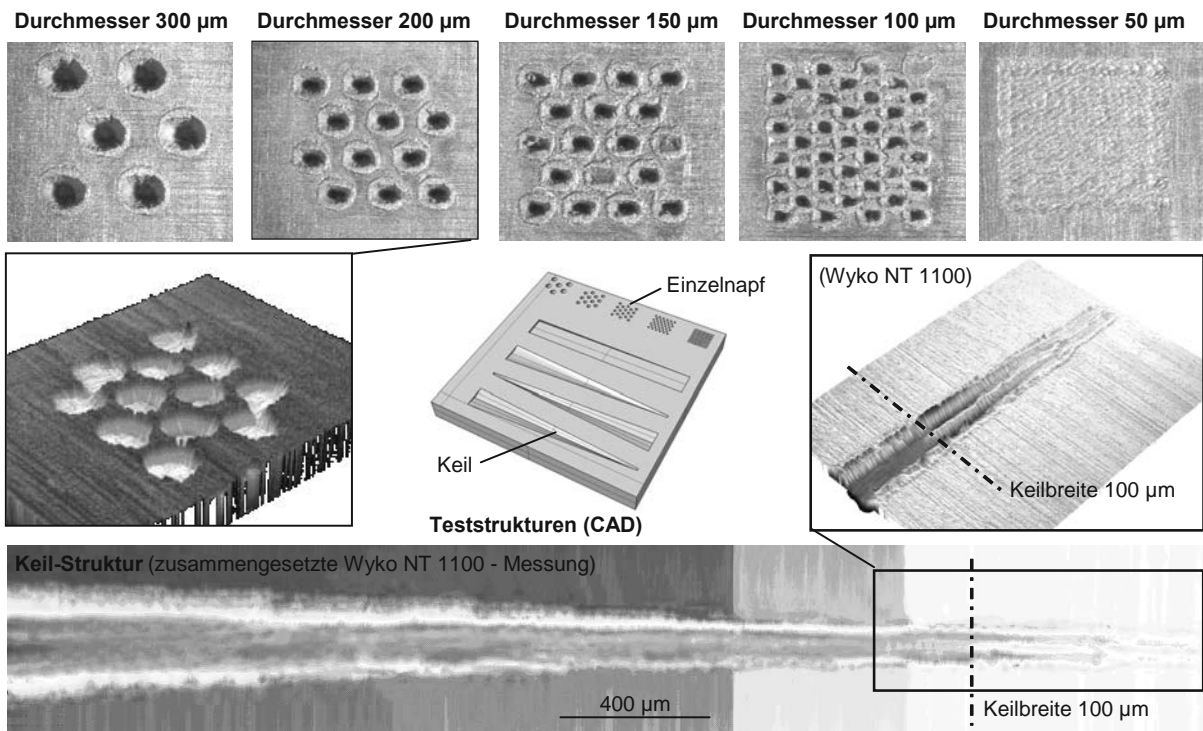 Durchmesser 300 µm
Durchmesser 200 µm
Durchmesser 150 µm
Durchmesser 100 µm
Durchmesser 50 µm
Einzelnapf
(Wyko NT 1100)
Keil
Keilbreite 100 µm
Teststrukturen (CAD)
Keil-Struktur (zusammengesetzte Wyko NT 1100 - Messung)
400 µm
Keilbreite 100 µm